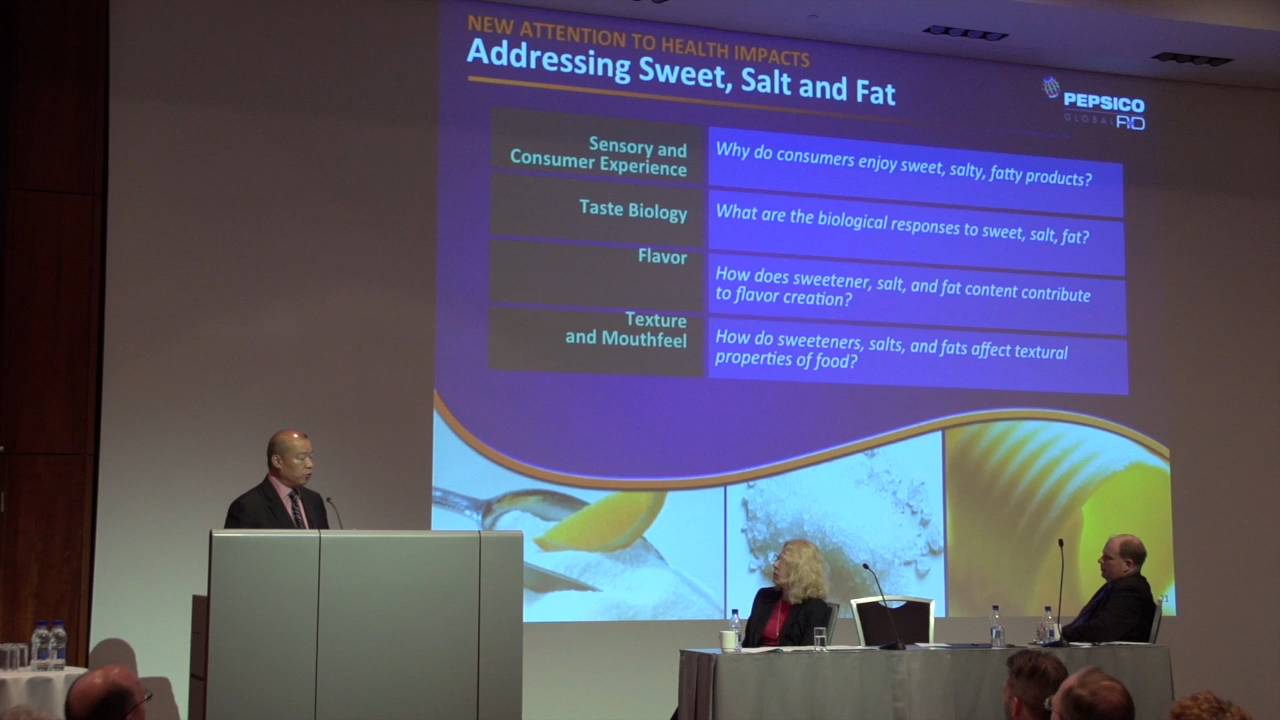 NEW ATTENTION TO HEALTH IMPACTS
Addressing Sweet, Salt and Fat
PEPSICO
GLOBAL R&D
Sensory and
Consumer Experience
Why do consumers enjoy sweet, salty, fatty products?
Taste Biology
What are the biological responses to sweet, salt, fat?
Flavor
How does sweetener, salt, and fat content contribute
to flavor creation?
Texture
and Mouthfeel
How do sweeteners, salts, and fats affect textural
properties of food?
21